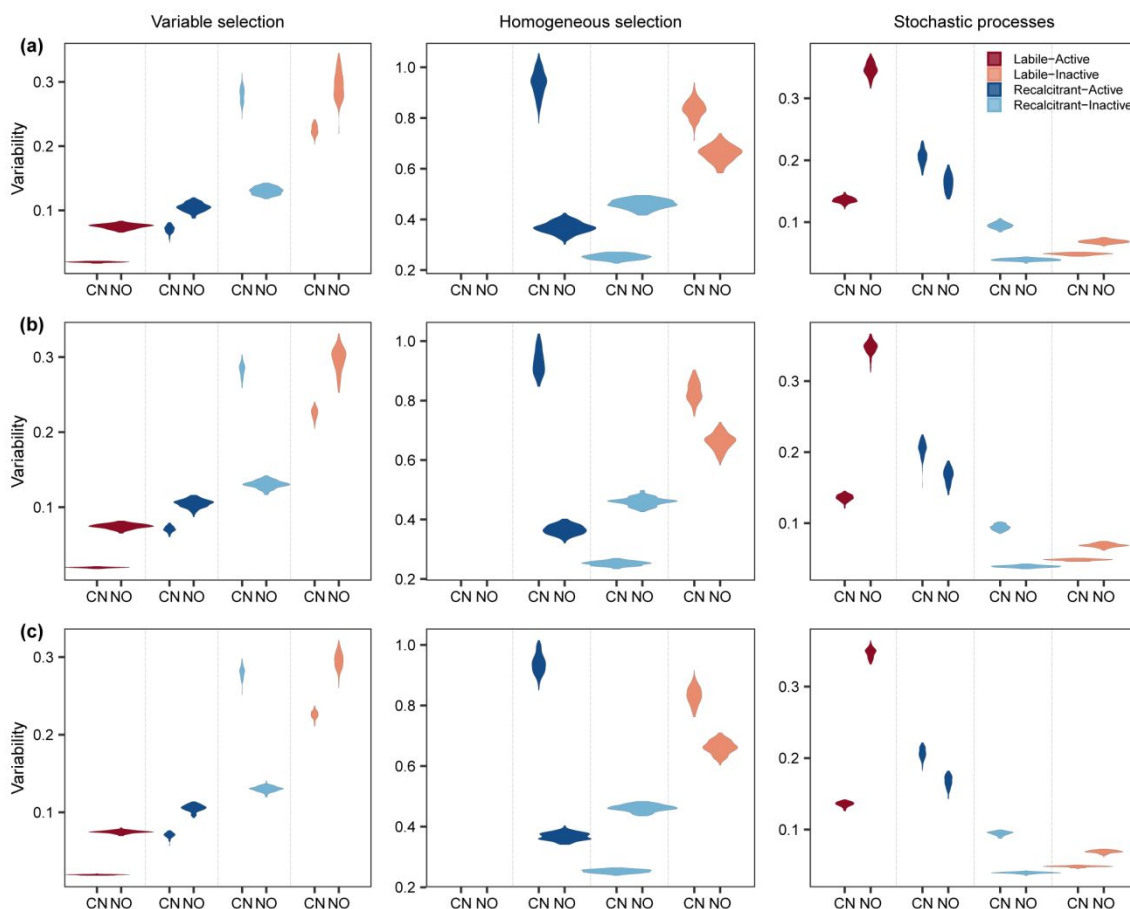 Variable selection
Homogeneous selection
Stochastic processes
(a)
Variability
0.3
0.2
0.1
CN NO CN NO CN NO CN NO
1.0
0.8
0.6
0.4
0.2
CN NO CN NO CN NO CN NO
0.3
0.2
0.1
Labile−Active
Labile−Inactive
Recalcitrant−Active
Recalcitrant−Inactive
CN NO CN NO CN NO CN NO
(b)
Variability
0.3
0.2
0.1
CN NO CN NO CN NO CN NO
1.0
0.8
0.6
0.4
0.2
CN NO CN NO CN NO CN NO
0.3
0.2
0.1
CN NO CN NO CN NO CN NO
(c)
Variability
0.3
0.2
0.1
CN NO CN NO CN NO CN NO
1.0
0.8
0.6
0.4
0.2
CN NO CN NO CN NO CN NO
0.3
0.2
0.1
CN NO CN NO CN NO CN NO